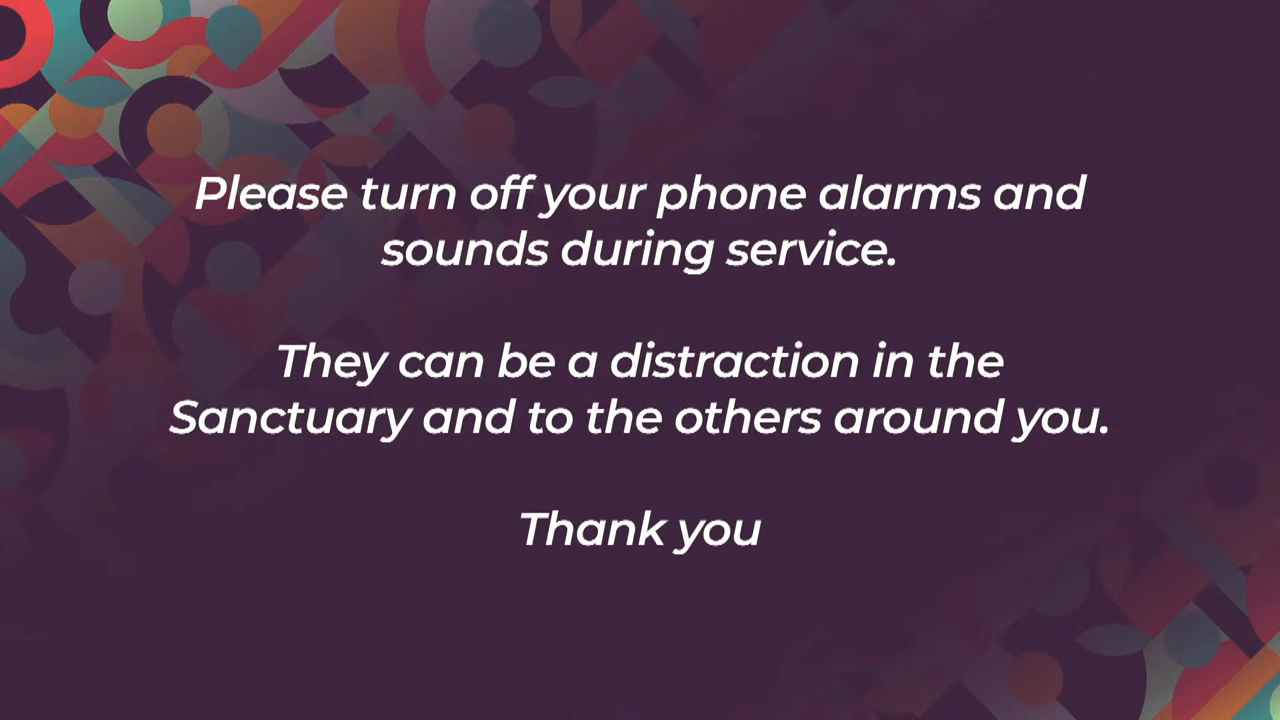 Please turn off your phone alarms and
sounds during service.
They can be a distraction in the
Sanctuary and to the others around you.
Thank you